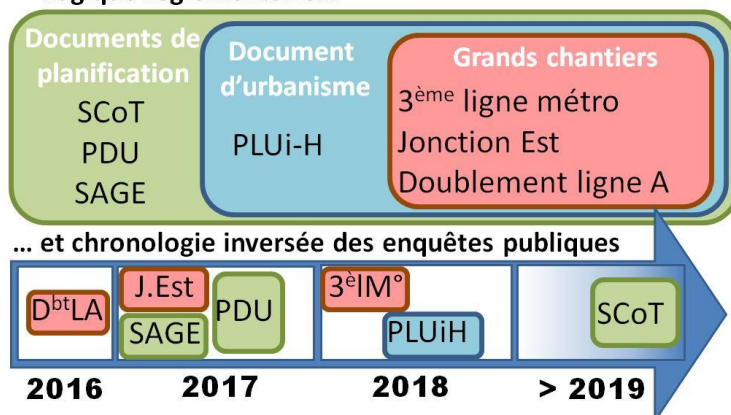 Documents de
planification
SCoT
PDU
SAGE
Document
d'urbanisme
PLUi-H
Grands chantiers
3ème ligne métro
Jonction Est
Doublement ligne A
... et chronologie inversée des enquêtes publiques
DbtLA
J.Est
SAGE
PDU
3èlM°
PLUiH
SCoT
2016
2017
2018
> 2019